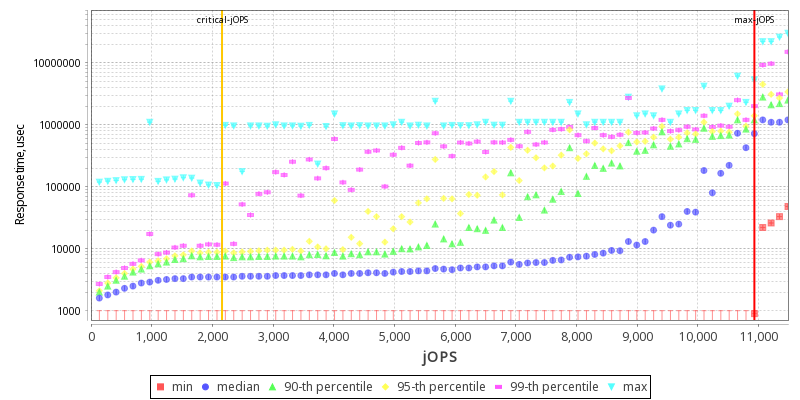 critical-jOPS max-jOPS
Response time, usec
10000000
1000000
100000
10000
1000
0 1,000 2,000 3,000 4,000 5,000 6,000 7,000 8,000 9,000 10,000 11,000
jOPS
min median 90-th percentile 95-th percentile 99-th percentile max